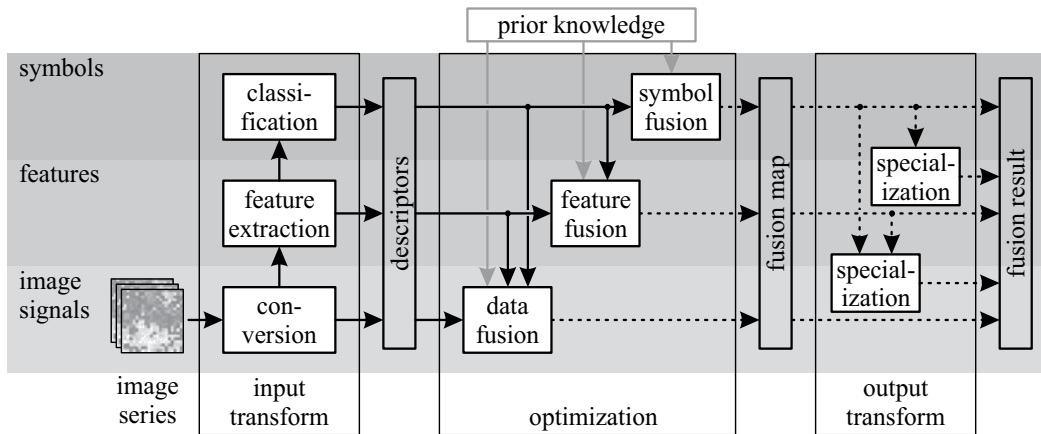 prior knowledge
symbols
classi-
fication
symbol
fusion
features
feature
extraction
descriptors
feature
fusion
fusion map
special-
ization
fusion result
image
signals
con-
version
data
fusion
special-
ization
image
series
input
transform
optimization
output
transform